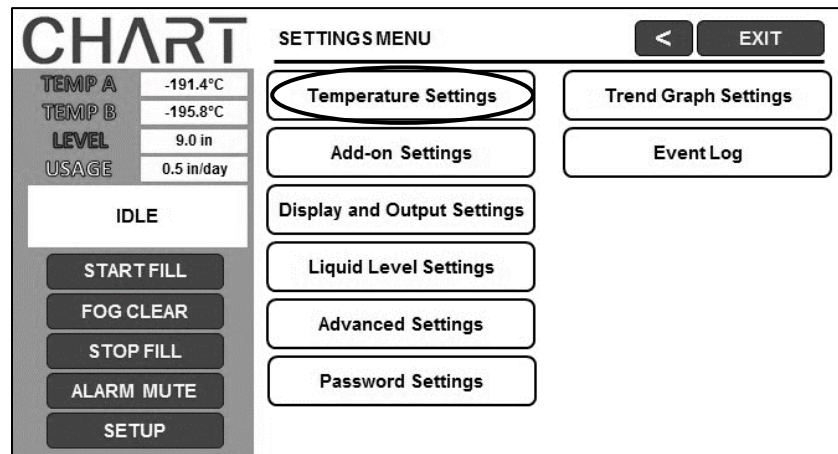 CHART
SETTINGS MENU
< EXIT
TEMP A -191.4°C
TEMP B -195.8°C
LEVEL 9.0 in
USAGE 0.5 in/day
IDLE
START FILL
FOG CLEAR
STOP FILL
ALARM MUTE
SETUP
Temperature Settings
Add-on Settings
Display and Output Settings
Liquid Level Settings
Advanced Settings
Password Settings
Trend Graph Settings
Event Log